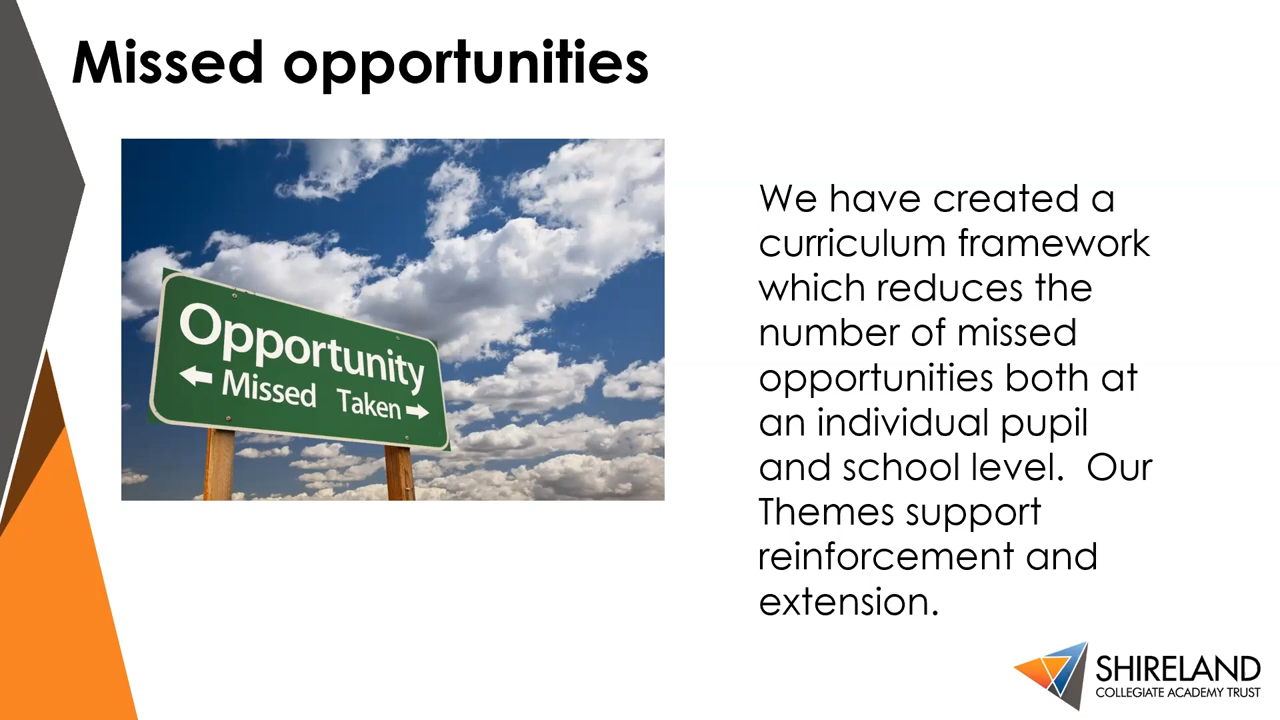 Missed opportunities
Opportunity
Missed Taken
We have created a
curriculum framework
which reduces the
number of missed
opportunities both at
an individual pupil
and school level.  Our
Themes support
reinforcement and
extension.
SHIRELAND
COLLEGIATE ACADEMY TRUST